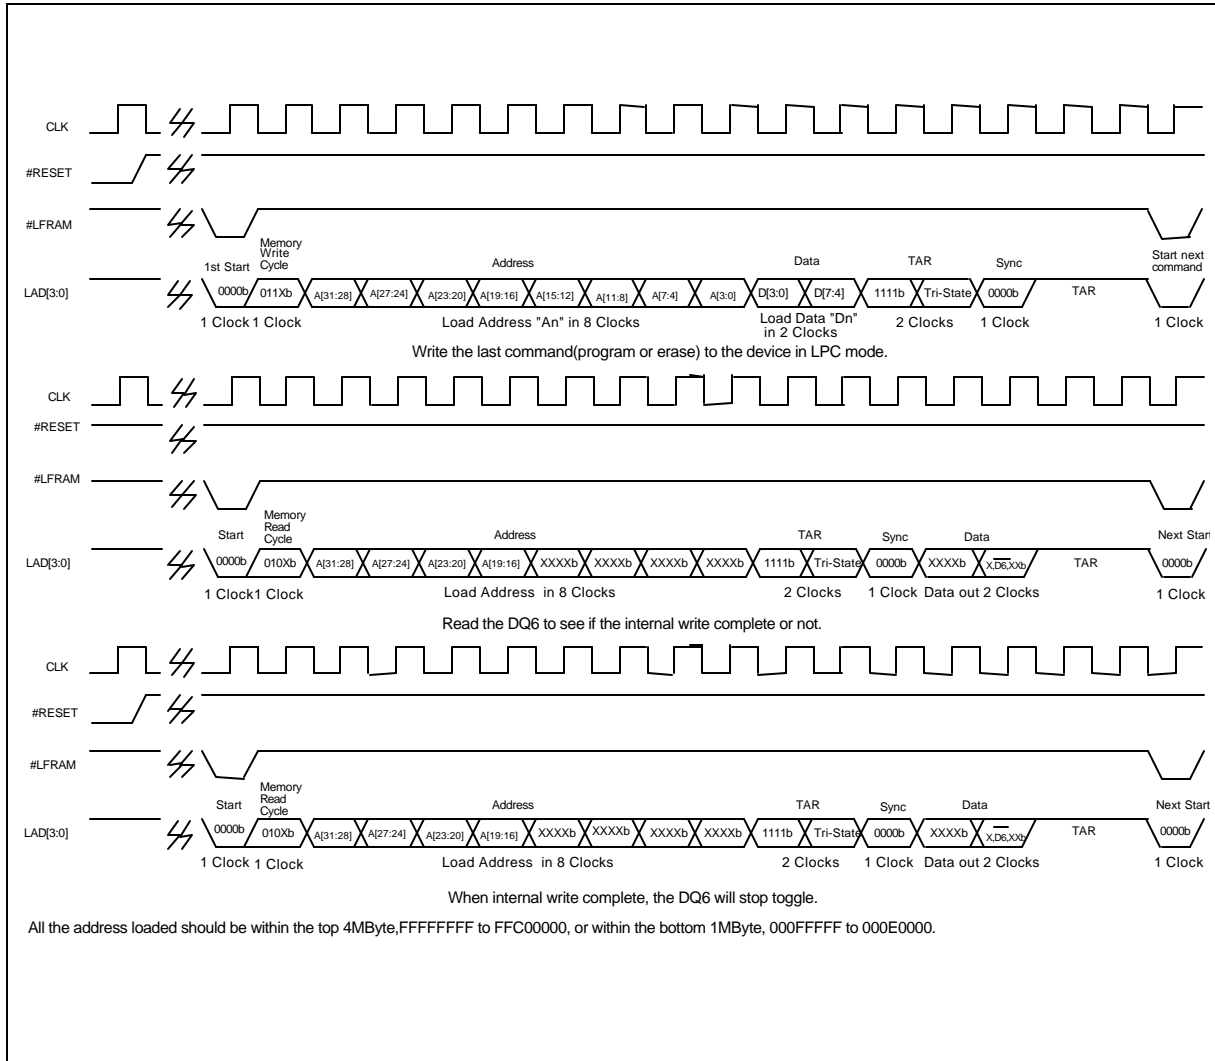 CLK
#RESET
#LFRAM
1st Start
Memory
Write
Cycle
Address
Data
TAR
Sync
Start next
command
LAD[3:0]
0000b 011Xb A[31:28] A[27:24] A[23:20] A[19:16] A[15:12] A[11:8] A[7:4] A[3:0] D[3:0] D[7:4] 1111b Tri-State 0000b TAR
1 Clock 1 Clock Load Address "An" in 8 Clocks Load Data "Dn"
in 2 Clocks
2 Clocks 1 Clock 1 Clock
Write the last command(program or erase) to the device in LPC mode.
CLK
#RESET
#LFRAM
Start
Memory
Read
Cycle
Address
TAR
Sync
Data
Next Start
LAD[3:0]
0000b 010Xb A[31:28] A[27:24] A[23:20] A[19:16] XXXXb XXXXb XXXXb XXXXb 1111b Tri-State 0000b XXXXb X,D6,XXb TAR 0000b
1 Clock 1 Clock Load Address in 8 Clocks 2 Clocks 1 Clock Data out 2 Clocks 1 Clock
Read the DQ6 to see if the internal write complete or not.
CLK
#RESET
#LFRAM
Start
Memory
Read
Cycle
Address
TAR
Sync
Data
Next Start
LAD[3:0]
0000b 010Xb A[31:28] A[27:24] A[23:20] A[19:16] XXXXb XXXXb XXXXb XXXXb 1111b Tri-State 0000b XXXXb X,D6,XXb TAR 0000b
1 Clock 1 Clock Load Address in 8 Clocks 2 Clocks 1 Clock Data out 2 Clocks 1 Clock
When internal write complete, the DQ6 will stop toggle.
All the address loaded should be within the top 4MByte,FFFFFFFF to FFC00000, or within the bottom 1MByte, 000FFFFF to 000E0000.